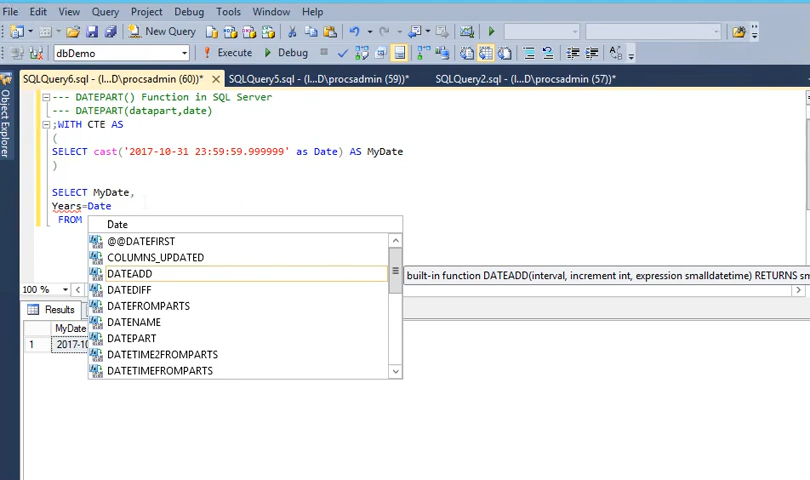 File Edit View Query Project Debug Tools Window Help
New Query
dbDemo Execute Debug
SQLQuery6.sql - (l...D\procsadmin (60))* SQLQuery5.sql - (l...D\procsadmin (59))* SQLQuery2.sql - (l...D\procsadmin (57))*
Object Explorer
--- DATEPART() Function in SQL Server
--- DATEPART(datapart,date)
;WITH CTE AS
(
SELECT cast('2017-10-31 23:59:59.999999' as Date) AS MyDate
)
SELECT MyDate,
Years=Date
FROM
Date
@@DATEFIRST
COLUMNS_UPDATED
DATEADD
built-in function DATEADD(interval, increment int, expression smalldatetime) RETURNS sm
DATEDIFF
DATEFROMPARTS
DATENAME
DATEPART
DATETIME2FROMPARTS
DATETIMEFROMPARTS
100 %
Results
MyDate
1 2017-10